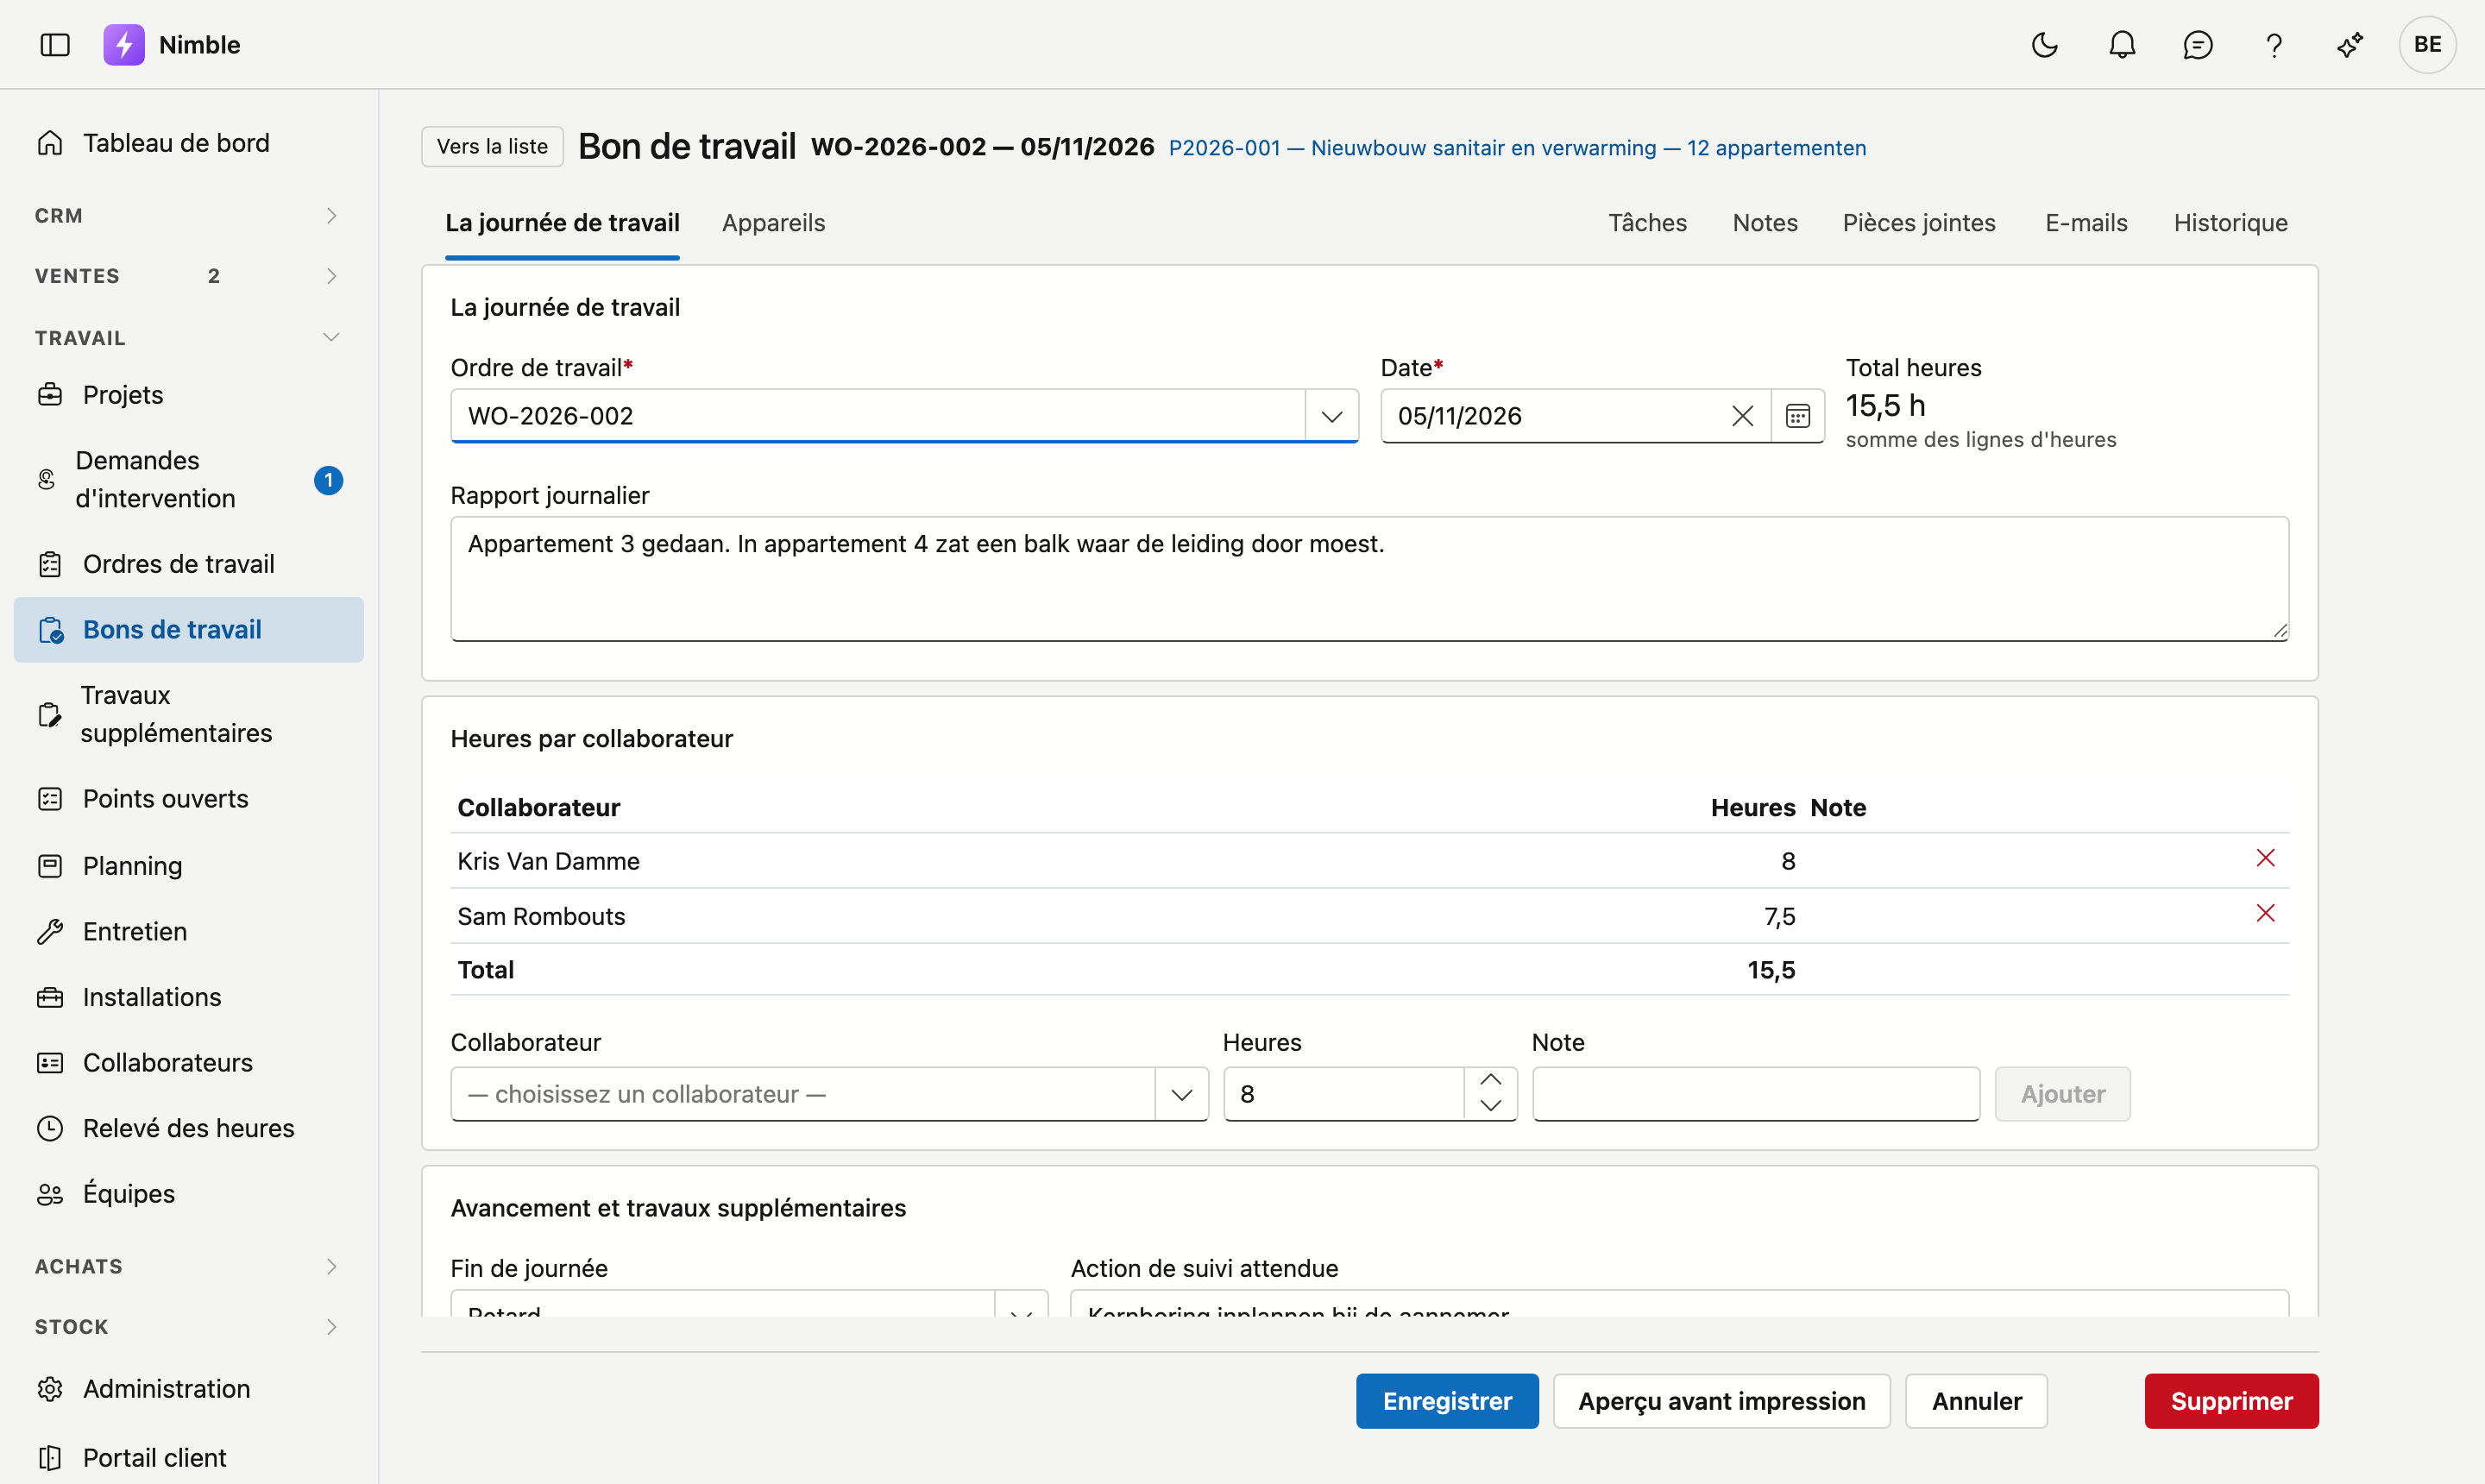 Nimble
BE
Tableau de bord
CRM
VENTES 2
TRAVAIL
Projets
Demandes
d'intervention
1
Ordres de travail
Bons de travail
Travaux
supplémentaires
Points ouverts
Planning
Entretien
Installations
Collaborateurs
Relevé des heures
Équipes
ACHATS
STOCK
Administration
Portail client
Vers la liste
Bon de travail WO-2026-002 — 05/11/2026 P2026-001 — Nieuwbouw sanitair en verwarming — 12 appartementen
La journée de travail Appareils Tâches Notes Pièces jointes E-mails Historique
La journée de travail
Ordre de travail* Date* Total heures
WO-2026-002 05/11/2026 15,5 h
somme des lignes d'heures
Rapport journalier
Appartement 3 gedaan. In appartement 4 zat een balk waar de leiding door moest.
Heures par collaborateur
Collaborateur Heures Note
Kris Van Damme 8
Sam Rombouts 7,5
Total 15,5
Collaborateur Heures Note
— choisissez un collaborateur — 8 Ajouter
Avancement et travaux supplémentaires
Fin de journée Action de suivi attendue
Retard Kernboring inplannen bij de aannemer
Enregistrer Aperçu avant impression Annuler Supprimer